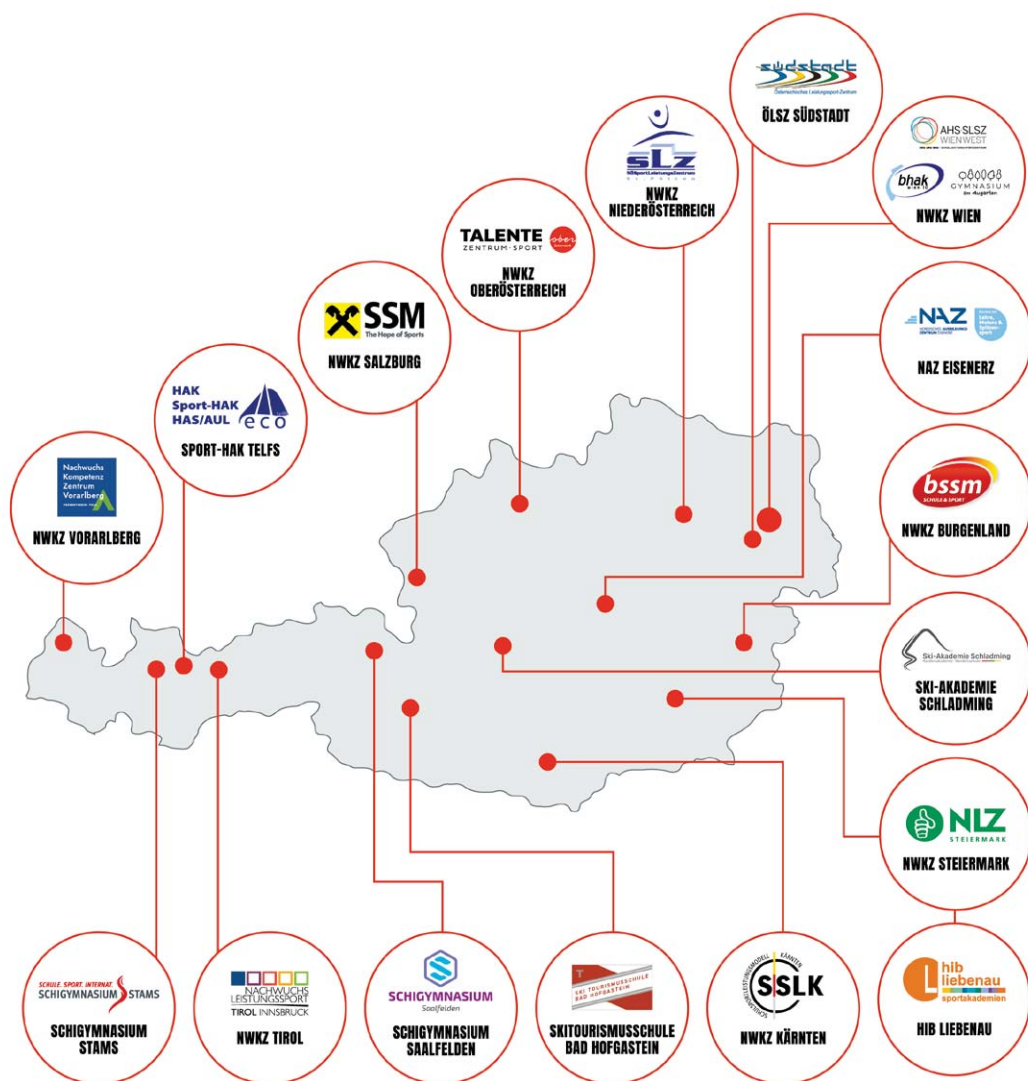 südstadt
Österreichisches Leistungssport-Zentrum
ÖLSZ SÜDSTADT
AHS·SLSZ
WIENWEST
bhak
GYMNASIUM
NWKZ WIEN
sLz
NWKZ
NIEDERÖSTERREICH
TALENTE
ZENTRUM·SPORT
NWKZ
OBERÖSTERREICH
SSM
The Hope of Sports
NWKZ SALZBURG
NAZ
NAZ EISENERZ
HAK
Sport-HAK
HAS/AUL
eco
SPORT-HAK TELFS
Nachwuchs
Kompetenz
Zentrum
Vorarlberg
NWKZ VORARLBERG
bssm
SCHULE & SPORT
NWKZ BURGENLAND
Ski-Akademie Schladming
SKI-AKADEMIE
SCHLADMING
NLZ
STEIERMARK
NWKZ STEIERMARK
SCHULE. SPORT. INTERNAT.
SCHIGYMNASIUM STAMS
SCHIGYMNASIUM
STAMS
NACHWUCHS
LEISTUNGSSPORT
TIROL INNSBRUCK
NWKZ TIROL
SCHIGYMNASIUM
Saalfelden
SCHIGYMNASIUM
SAALFELDEN
SKI TOURISMUSSCHULE
BAD HOFGASTEIN
SKITOURISMUSSCHULE
BAD HOFGASTEIN
SCHULSPORTLEISTUNGSMODELL KÄRNTEN
SSLK
NWKZ KÄRNTEN
hib
liebenau
sportakademien
HIB LIEBENAU